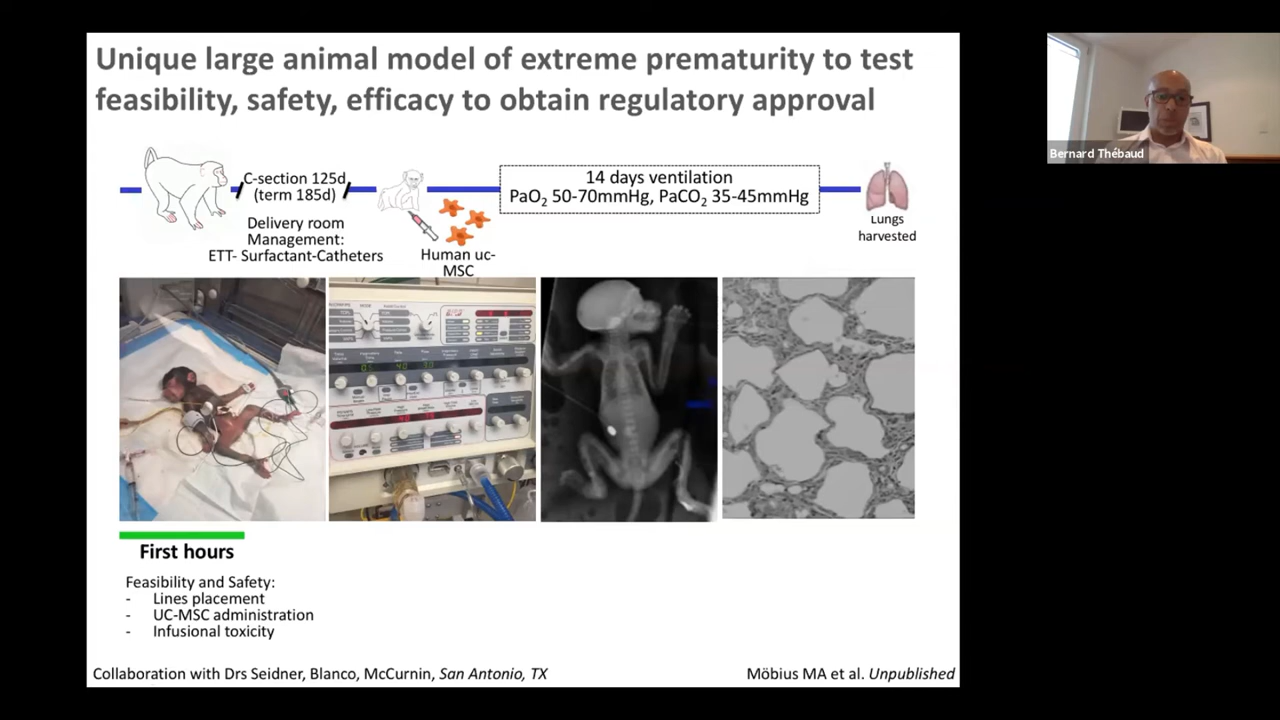 Unique large animal model of extreme prematurity to test
feasibility, safety, efficacy to obtain regulatory approval
C-section 125d
(term 185d)
Delivery room
Management:
ETT- Surfactant-Catheters
Human uc-
MSC
14 days ventilation
PaO₂ 50-70mmHg, PaCO₂ 35-45mmHg
Lungs
harvested
Bernard Thébaud
First hours
Feasibility and Safety:
- Lines placement
- UC-MSC administration
- Infusional toxicity
Collaboration with Drs Seidner, Blanco, McCurnin, San Antonio, TX
Möbius MA et al. Unpublished